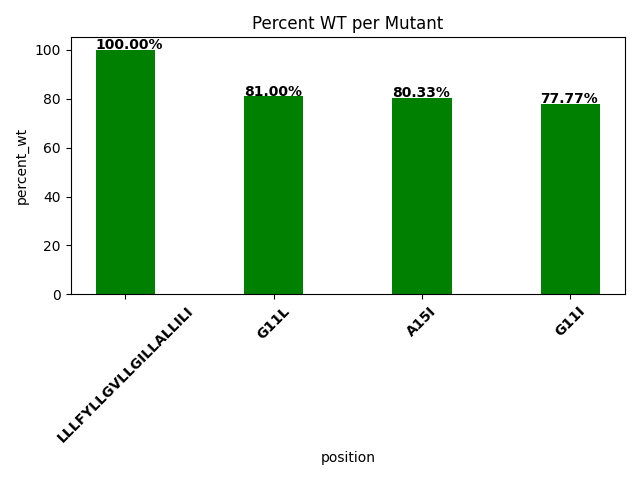 Percent WT per Mutant
percent_wt
100
80
60
40
20
0
100.00%
81.00%
80.33%
77.77%
LLLFYLLGVLLGILLALLILI
G11L
A15I
G11I
position